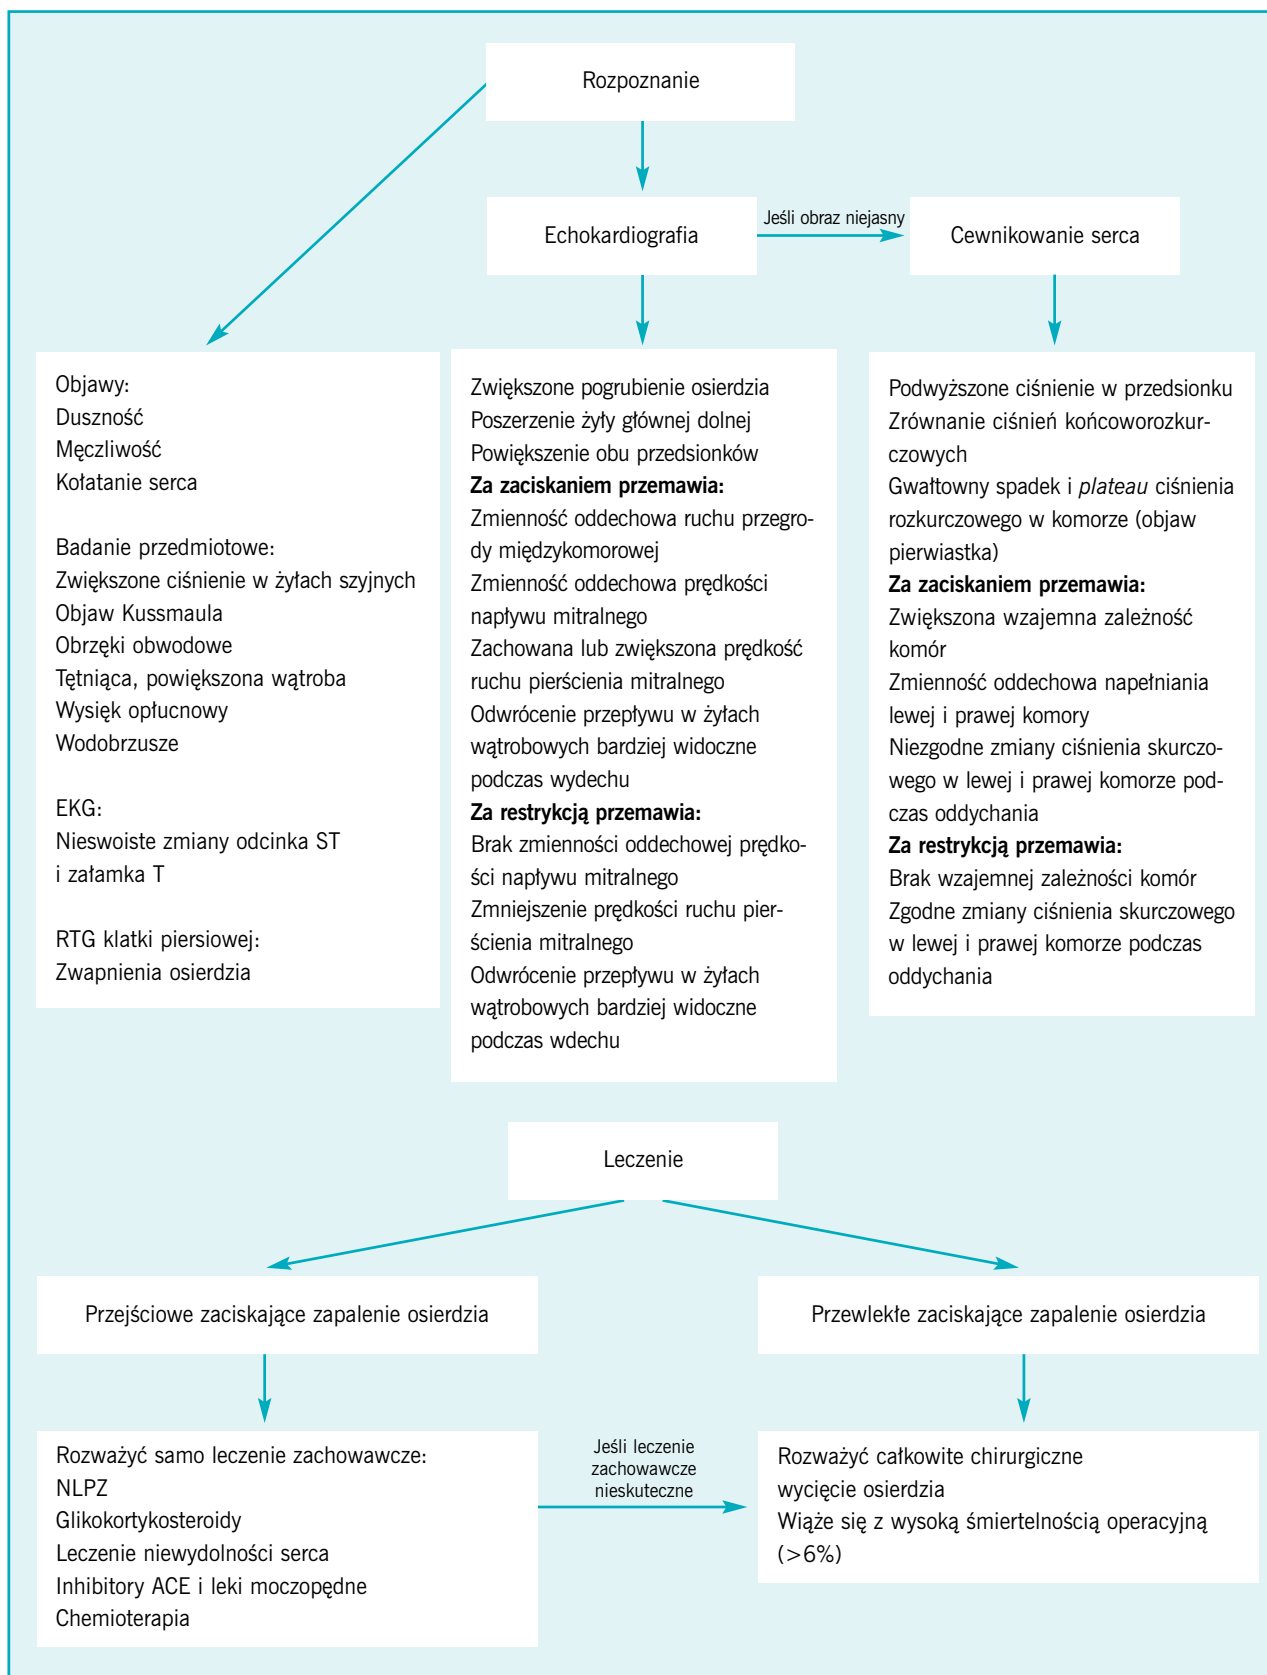 Rozpoznanie
Echokardiografia
Jeśli obraz niejasny
Cewnikowanie serca
Objawy:
Duszność
Męczliwość
Kołatanie serca
Badanie przedmiotowe:
Zwiększone ciśnienie w żyłach szyjnych
Objaw Kussmaula
Obrzęki obwodowe
Tętniąca, powiększona wątroba
Wysięk opłucnowy
Wodobrzusze
EKG:
Nieswoiste zmiany odcinka ST
i załamka T
RTG klatki piersiowej:
Zwapnienia osierdzia
Zwiększone pogrubienie osierdzia
Poszerzenie żyły głównej dolnej
Powiększenie obu przedsionków
Za zaciskaniem przemawia:
Zmienność oddechowa ruchu przegro-
dy międzykomorowej
Zmienność oddechowa prędkości
napływu mitralnego
Zachowana lub zwiększona prędkość
ruchu pierścienia mitralnego
Odwrócenie przepływu w żyłach
wątrobowych bardziej widoczne
podczas wydechu
Za restrykcją przemawia:
Brak zmienności oddechowej prędko-
ści napływu mitralnego
Zmniejszenie prędkości ruchu pier-
ścienia mitralnego
Odwrócenie przepływu w żyłach
wątrobowych bardziej widoczne
podczas wdechu
Podwyższone ciśnienie w przedsionku
Zrównanie ciśnień końcoworozkur-
czowych
Gwałtowny spadek i plateau ciśnienia
rozkurczowego w komorze (objaw
pierwiastka)
Za zaciskaniem przemawia:
Zwiększona wzajemna zależność
komór
Zmienność oddechowa napełniania
lewej i prawej komory
Niezgodne zmiany ciśnienia skurczo-
wego w lewej i prawej komorze pod-
czas oddychania
Za restrykcją przemawia:
Brak wzajemnej zależności komór
Zgodne zmiany ciśnienia skurczowego
w lewej i prawej komorze podczas
oddychania
Leczenie
Przejściowe zaciskające zapalenie osierdzia
Przewlekłe zaciskające zapalenie osierdzia
Rozważyć samo leczenie zachowawcze:
NLPZ
Glikokortykosteroidy
Leczenie niewydolności serca
Inhibitory ACE i leki moczopędne
Chemioterapia
Jeśli leczenie
zachowawcze
nieskuteczne
Rozważyć całkowite chirurgiczne
wycięcie osierdzia
Wiąże się z wysoką śmiertelnością operacyjną
(>6%)